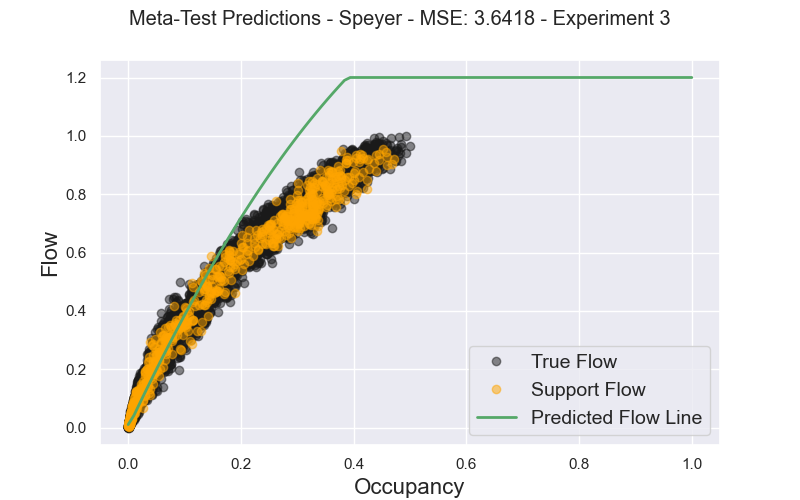 Meta-Test Predictions - Speyer - MSE: 3.6418 - Experiment 3
1.2
1.0
0.8
0.6
0.4
0.2
0.0
Flow
True Flow
Support Flow
Predicted Flow Line
0.0 0.2 0.4 0.6 0.8 1.0
Occupancy